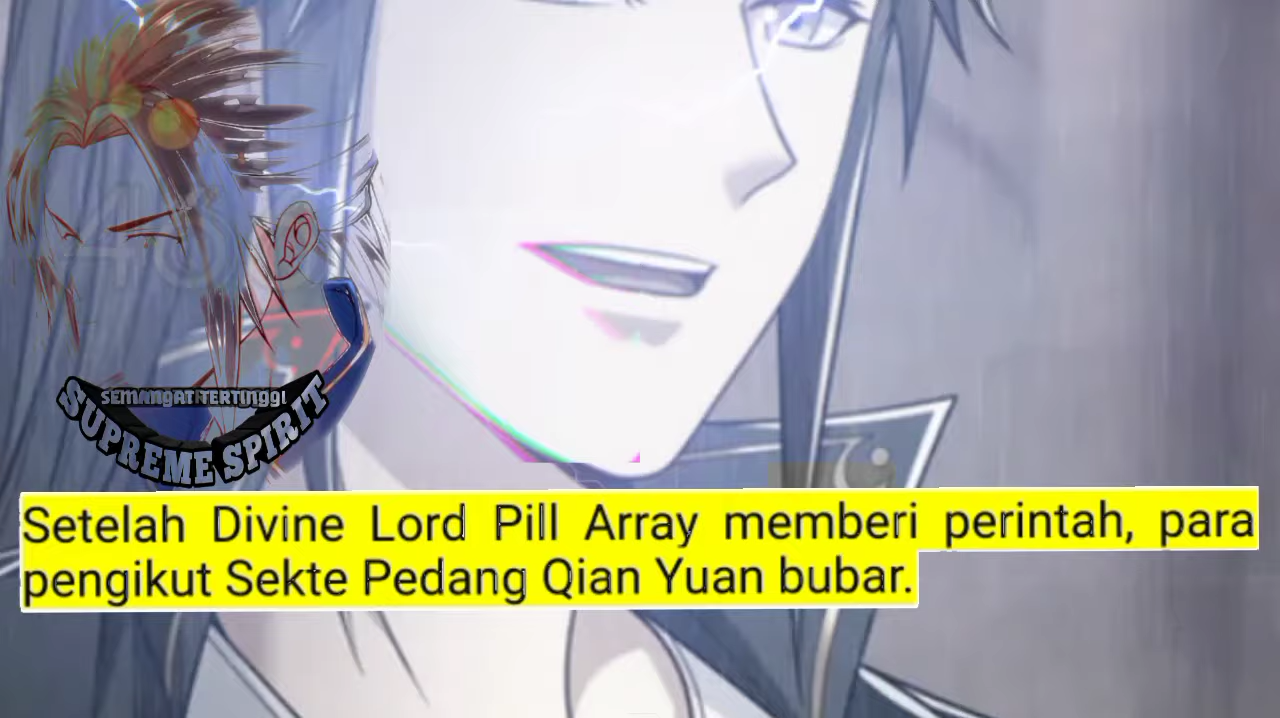 SEMANGAT TERTINGGI
SUPREME SPIRIT
Setelah Divine Lord Pill Array memberi perintah, para
pengikut Sekte Pedang Qian Yuan bubar.